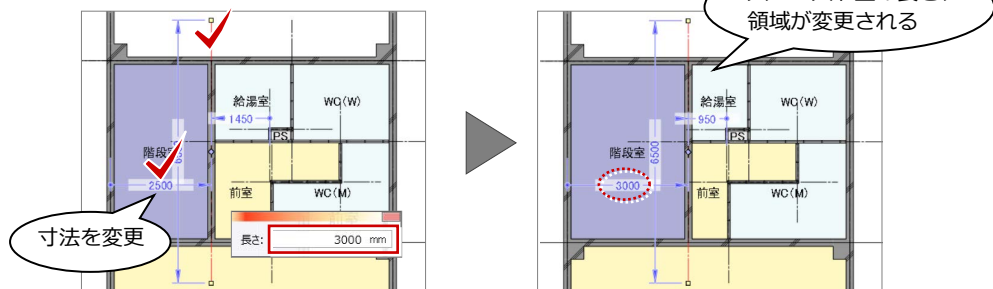 給湯室
WC(W)
1450
PS
階段室
2500
前室
WC(M)
寸法を変更
長さ:
3000 mm
領域が変更される
給湯室
WC(W)
950
PS
階段室
6500
3000
前室
WC(M)